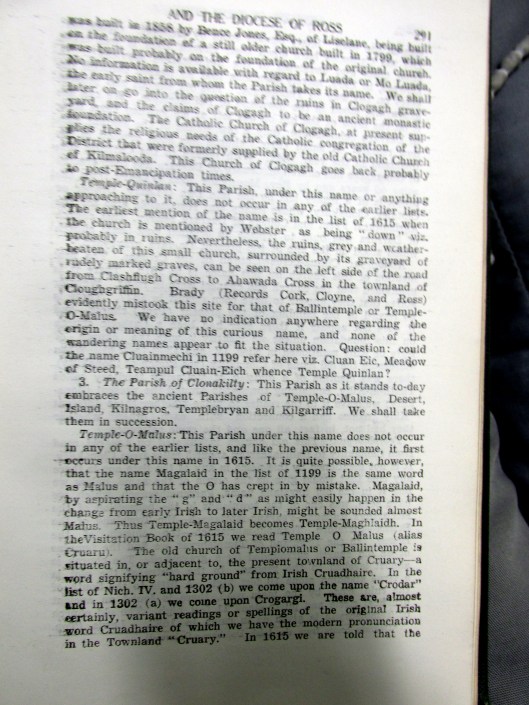 AND THE DIOCESE OF ROSS 291
was built in 1858 by Bence Jones, Esq., of Liselane, being built
on the foundation of a still older church built in 1799, which
was built probably on the foundation of the original church.
No information is available with regard to Luada or Mo Luada,
the early saint from whom the Parish takes its name. We shall
later on go into the question of the ruins in Clogagh grave-
yard, and the claims of Clogagh to be an ancient monastic
foundation. The Catholic Church of Clogagh, at present sup-
plies the religious needs of the Catholic congregation of the
District that were formerly supplied by the old Catholic Church
of Kilmalooda. This Church of Clogagh goes back probably
to post-Emancipation times.
Temple-Quinlan: This Parish, under this name or anything
approaching to it, does not occur in any of the earlier lists.
The earliest mention of the name is in the list of 1615 when
the church is mentioned by Webster as being "down" viz.
probably in ruins. Nevertheless, the ruins, grey and weather-
beaten of this small church, surrounded by its graveyard of
rudely marked graves, can be seen on the left side of the road
from Clashflugh Cross to Ahawada Cross in the townland of
Cloughgriffin. Brady (Records Cork, Cloyne, and Ross)
evidently mistook this site for that of Ballintemple or Temple-
O-Malus. We have no indication anywhere regarding the
origin or meaning of this curious name, and none of the
wandering names appear to fit the situation. Question: could
the name Cluainmechi in 1199 refer here viz. Cluan Eic, Meadow
of Steed, Teampul Cluain-Eich whence Temple Quinlan?
3. The Parish of Clonakilty: This Parish as it stands to-day
embraces the ancient Parishes of Temple-O-Malus, Desert,
Island, Kilnagros, Templebryan and Kilgarriff. We shall take
them in succession.
Temple-O-Malus: This Parish under this name does not occur
in any of the earlier lists, and like the previous name, it first
occurs under this name in 1615. It is quite possible, however,
that the name Magalaid in the list of 1199 is the same word
as Malus and that the O has crept in by mistake. Magalaid,
by aspirating the "g" and "d" as might easily happen in the
change from early Irish to later Irish, might be sounded almost
Malus. Thus Temple-Magalaid becomes Temple-Maghlaidh. In
theVisitation Book of 1615 we read Temple O Malus (alias
Cruaru). The old church of Templomalus or Ballintemple is
situated in, or adjacent to, the present townland of Cruary—a
word signifying "hard ground" from Irish Cruadhaire. In the
list of Nich. IV. and 1302 (b) we come upon the name "Crodar"
and in 1302 (a) we come upon Crogargi. These are, almost
certainly, variant readings or spellings of the original Irish
word Cruadhaire of which we have the modern pronunciation
in the Townland "Cruary." In 1615 we are told that the